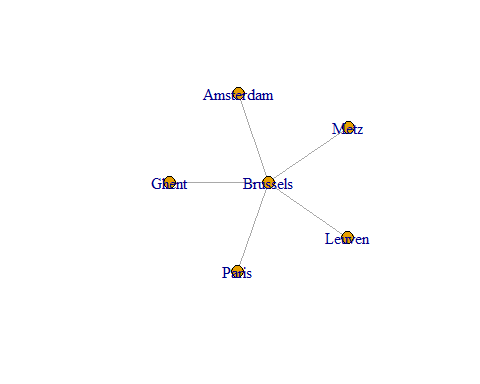 Amsterdam
Metz
Ghent
Brussels
Leuven
Paris